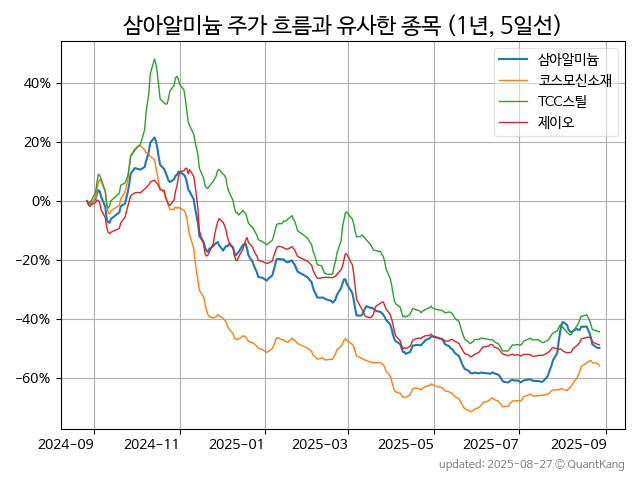 삼아알미늄 주가 흐름과 유사한 종목 (1년, 5일선)
삼아알미늄
코스모신소재
TCC스틸
제이오
40%
20%
0%
−20%
−40%
−60%
2024-09 2024-11 2025-01 2025-03 2025-05 2025-07 2025-09
updated: 2025-08-27 © QuantKang